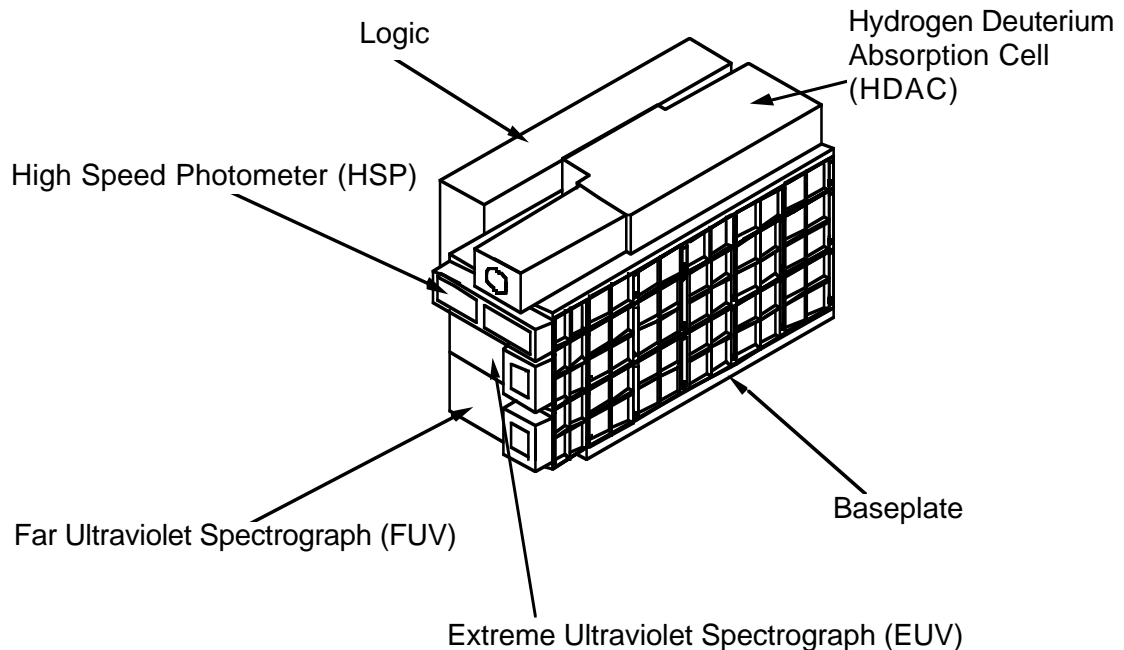 Logic
Hydrogen Deuterium
Absorption Cell
(HDAC)
High Speed Photometer (HSP)
Baseplate
Far Ultraviolet Spectrograph (FUV)
Extreme Ultraviolet Spectrograph (EUV)